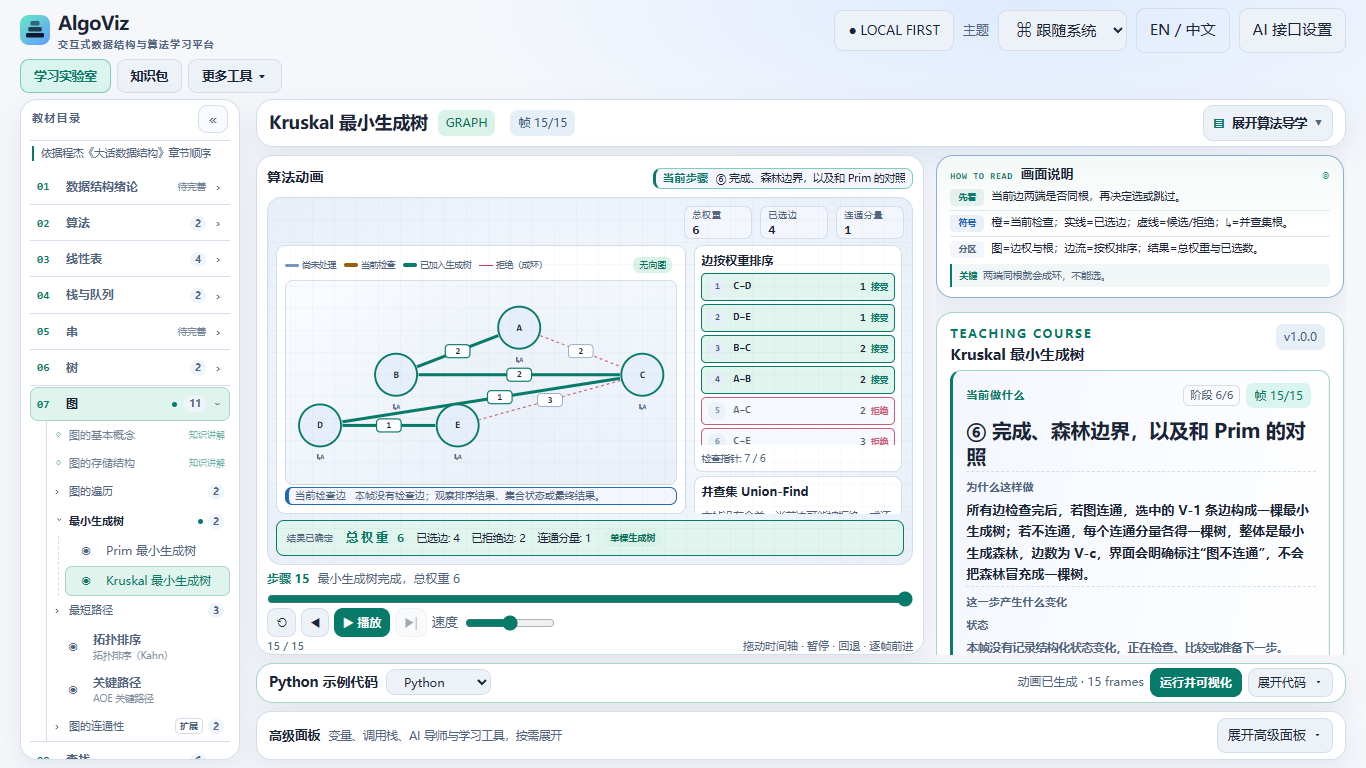 AlgoViz
交互式数据结构与算法学习平台
● LOCAL FIRST
主题
⌘ 跟随系统
EN / 中文
AI 接口设置
学习实验室
知识包
更多工具
教材目录
«
依据程杰《大话数据结构》章节顺序
01 数据结构绪论 待完善 ›
02 算法 2 ›
03 线性表 4 ›
04 栈与队列 2 ›
05 串 待完善 ›
06 树 2 ›
07 图 11
图的基本概念 知识讲解
图的存储结构 知识讲解
› 图的遍历 2
最小生成树 2
Prim 最小生成树
Kruskal 最小生成树
› 最短路径 3
拓扑排序
拓扑排序（Kahn）
关键路径
AOE 关键路径
› 图的连通性 扩展 2
Kruskal 最小生成树
GRAPH
帧 15/15
展开算法导学
算法动画
当前步骤 ⑥ 完成、森林边界，以及和 Prim 的对照
总权重
6
已选边
4
连通分量
1
尚未处理 当前检查 已加入生成树 拒绝（成环）
无向图
A
2
2
B
2
C
↳A
1
3
↳A
↳A
D
1
E
↳A
↳A
当前检查边 本帧没有检查边；观察排序结果、集合状态或最终结果。
边按权重排序
1 C–D 1 接受
2 D–E 1 接受
3 B–C 2 接受
4 A–B 2 接受
5 A–C 2 拒绝
6 C–E 3 拒绝
检查指针: 7 / 6
并查集 Union-Find
结果已确定 总权重 6 已选边: 4 已拒绝边: 2 连通分量: 1 单棵生成树
步骤 15 最小生成树完成，总权重 6
▶ 播放
速度
15 / 15
拖动时间轴 · 暂停 · 回退 · 逐帧前进
HOW TO READ 画面说明
先看 当前边两端是否同根，再决定选或跳过。
符号 橙=当前检查；实线=已选边；虚线=候选/拒绝；↳=并查集根。
分区 图=边权与根；边流=按权排序；结果=总权重与已选数。
关键 两端同根就会成环，不能选。
TEACHING COURSE
v1.0.0
Kruskal 最小生成树
当前做什么
阶段 6/6
帧 15/15
⑥ 完成、森林边界，以及和 Prim 的对
照
为什么这样做
所有边检查完后，若图连通，选中的 V-1 条边构成一棵最小
生成树；若不连通，每个连通分量各得一棵树，整体是最小
生成森林，边数为 V-c，界面会明确标注“图不连通”，不会
把森林冒充成一棵树。
这一步产生什么变化
状态
本帧没有记录结构化状态变化，正在检查、比较或准备下一步。
Python 示例代码
Python
动画已生成 · 15 frames
运行并可视化
展开代码
高级面板 变量、调用栈、AI 导师与学习工具，按需展开
展开高级面板